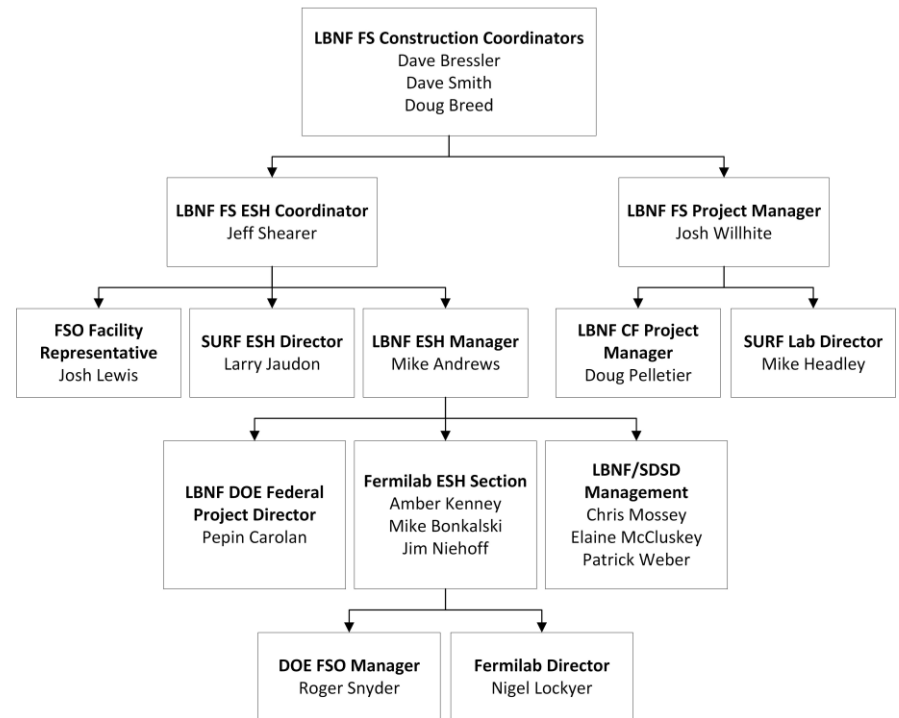 LBNF FS Construction Coordinators
Dave Bressler
Dave Smith
Doug Breed
LBNF FS ESH Coordinator
Jeff Shearer
LBNF FS Project Manager
Josh Willhite
FSO Facility
Representative
Josh Lewis
SURF ESH Director
Larry Jaudon
LBNF ESH Manager
Mike Andrews
LBNF CF Project
Manager
Doug Pelletier
SURF Lab Director
Mike Headley
LBNF DOE Federal
Project Director
Pepin Carolan
Fermilab ESH Section
Amber Kenney
Mike Bonkalski
Jim Niehoff
LBNF/SDSD
Management
Chris Mossey
Elaine McCluskey
Patrick Weber
DOE FSO Manager
Roger Snyder
Fermilab Director
Nigel Lockyer